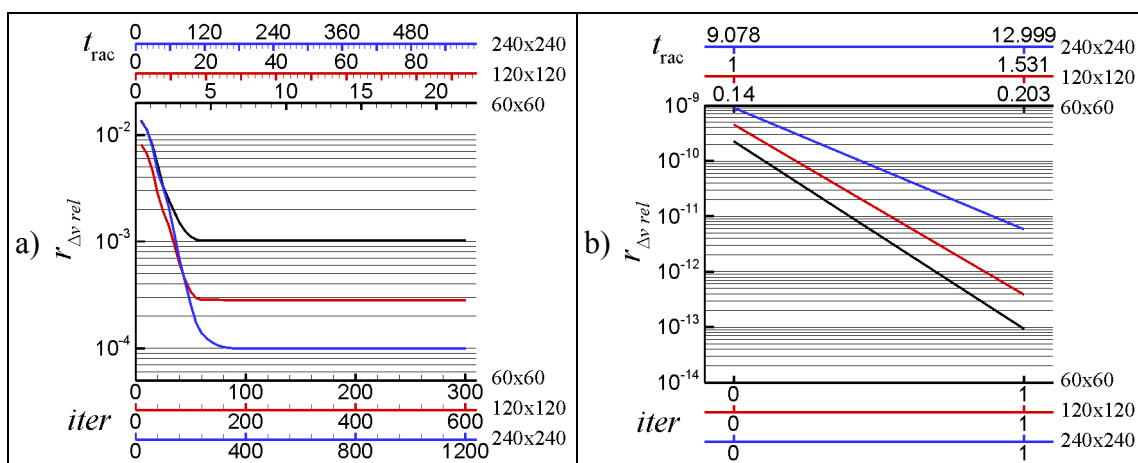 a)
t rac
0 120 240 360 480 240x240
0 20 40 60 80 120x120
0 5 10 15 20 60x60
r Δv rel
10-2
10-3
10-4
60x60
0 100 200 300
120x120
0 200 400 600
iter
240x240
0 400 800 1200
b)
t rac
9.078 12.999 240x240
1 1.531 120x120
0.14 0.203 60x60
r Δv rel
10-9
10-10
10-11
10-12
10-13
10-14
60x60
0 1
120x120
0 1
iter
240x240
0 1